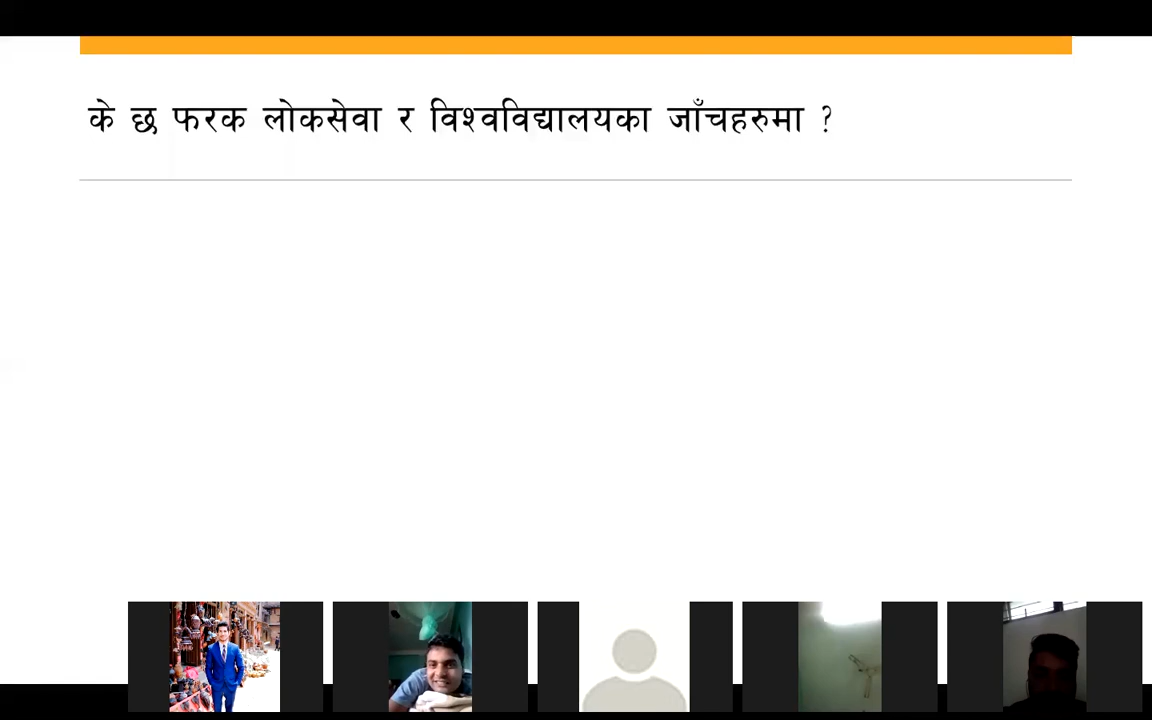 के छ फरक लोकसेवा र विश्वविद्यालयका जाँचहरुमा ?